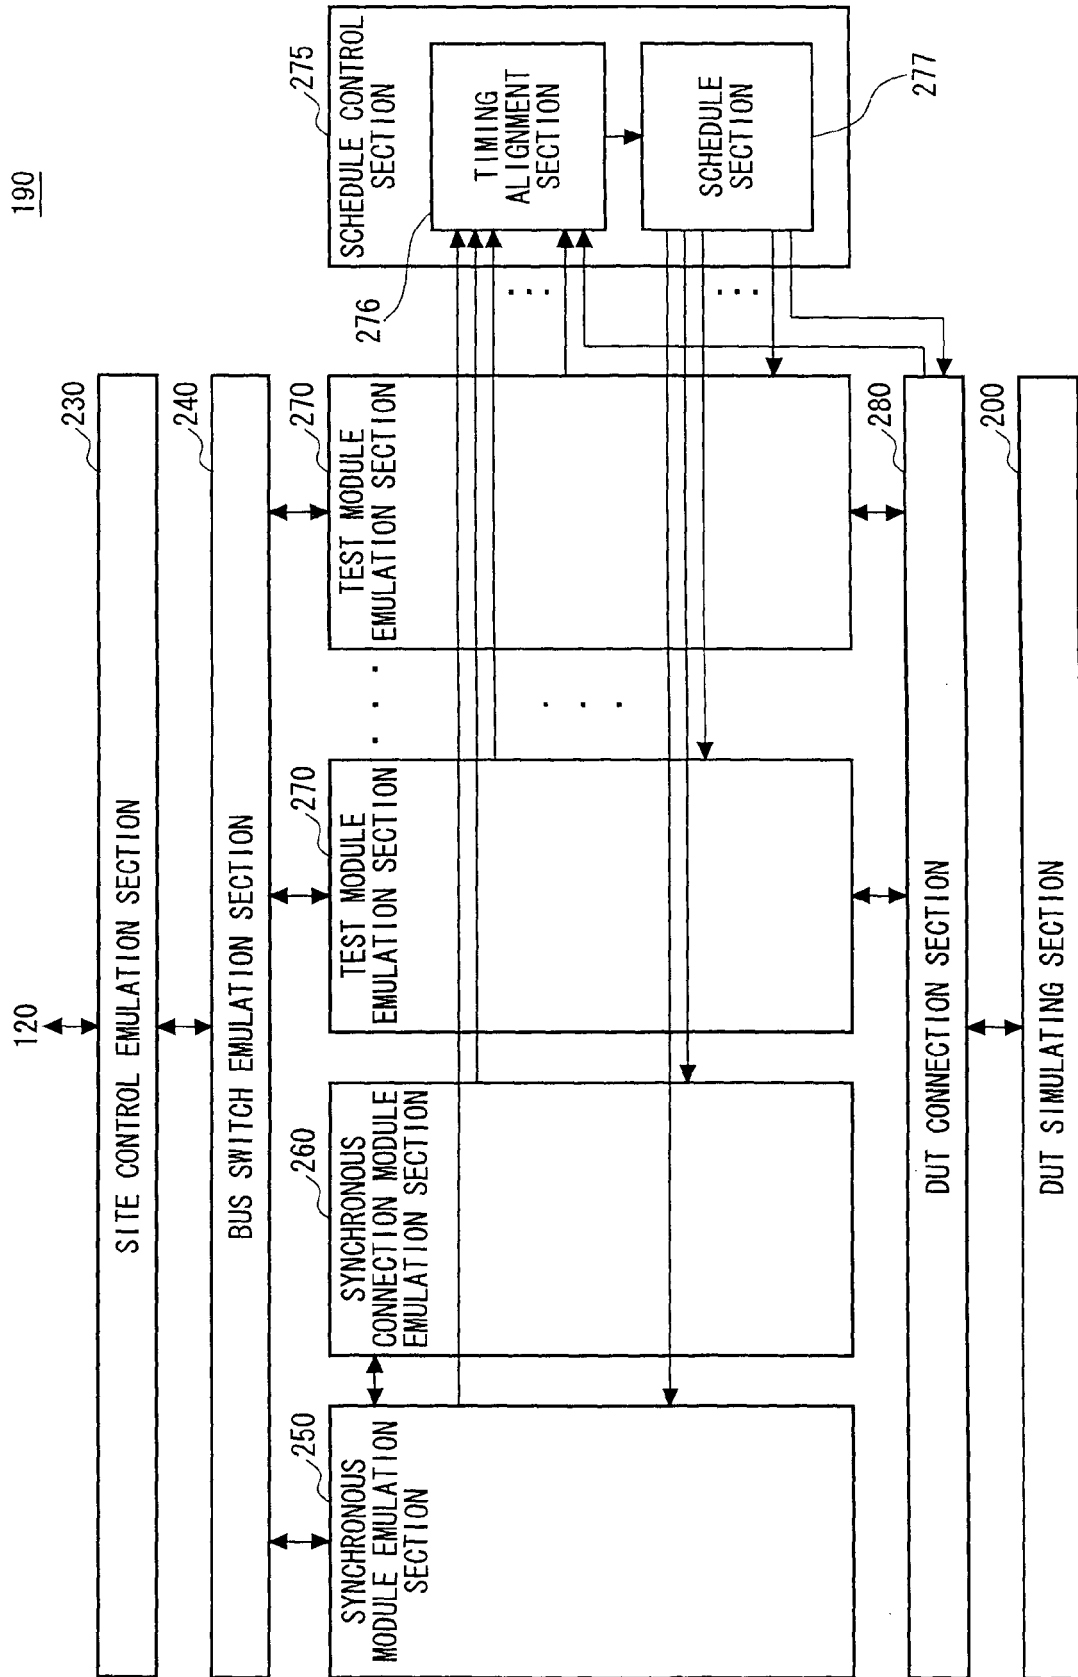 190
120
230
SITE CONTROL EMULATION SECTION
240
BUS SWITCH EMULATION SECTION
250
SYNCHRONOUS
MODULE EMULATION
SECTION
260
SYNCHRONOUS
CONNECTION MODULE
EMULATION SECTION
270
TEST MODULE
EMULATION SECTION
. . .
270
TEST MODULE
EMULATION SECTION
. . .
275
SCHEDULE CONTROL
SECTION
276
TIMING
ALIGNMENT
SECTION
. . .
SCHEDULE
SECTION
277
. . .
280
DUT CONNECTION SECTION
200
DUT SIMULATING SECTION